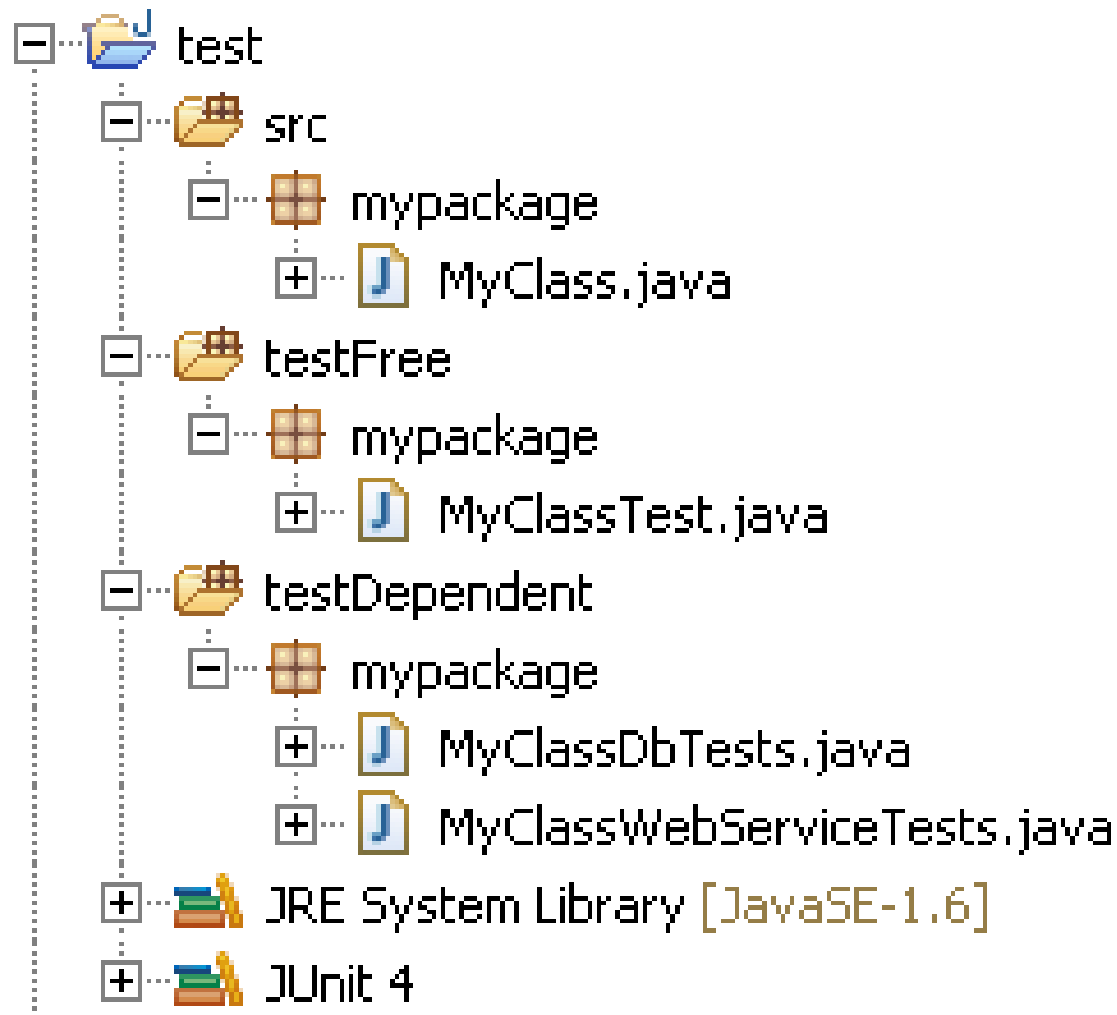 test
src
mypackage
MyClass.java
testFree
mypackage
MyClassTest.java
testDependent
mypackage
MyClassDbTests.java
MyClassWebServiceTests.java
JRE System Library [JavaSE-1.6]
JUnit 4